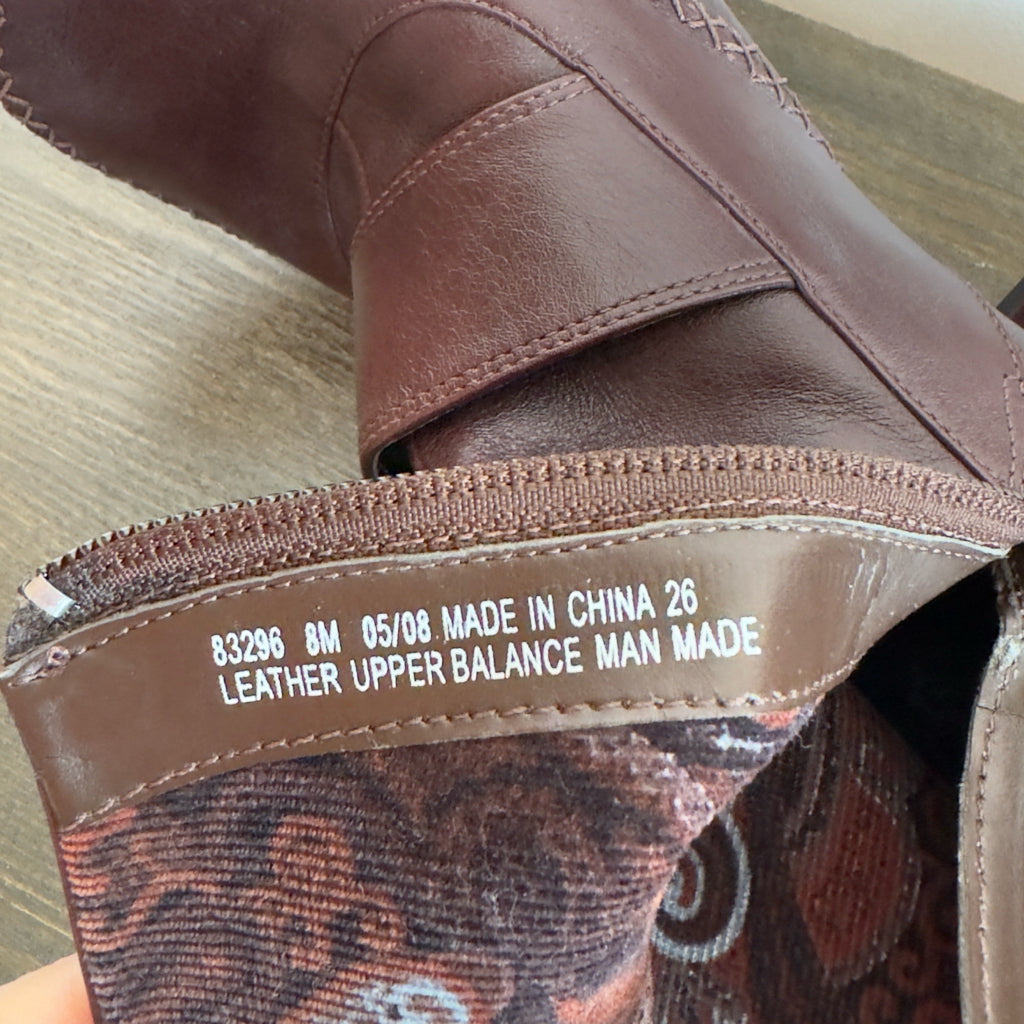 83296 8M 05/08 MADE IN CHINA 26
LEATHER UPPER BALANCE MAN MADE